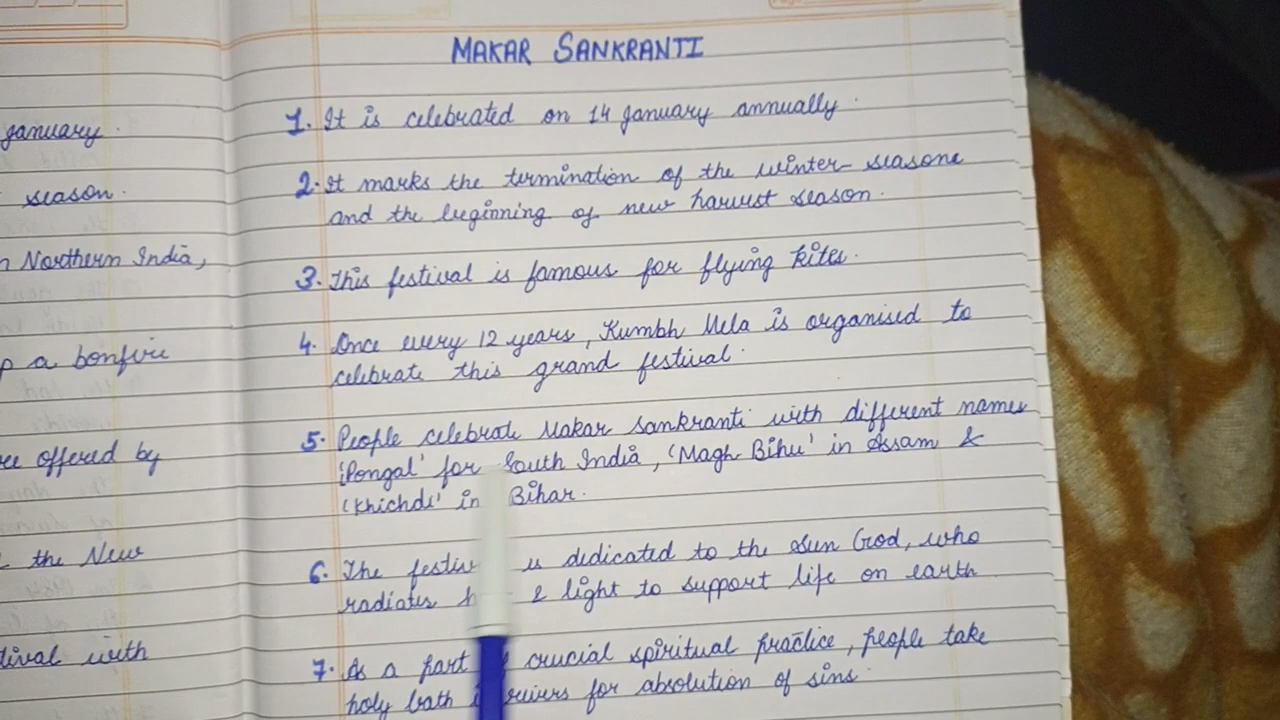 january.
season.
Northern India,
a bonfire
offered by
the New
with
MAKAR SANKRANTI
1. It is celebrated on 14 january annually.
2. It marks the termination of the winter seasone
and the beginning of new harvest season.
3. This festival is famous for flying kites.
4. Once every 12 years, Kumbh Mela is organised to
celebrate this grand festival.
5. People celebrate Makar Sankranti with different names
'Pongal' for South India, 'Magh Bihu' in Assam &
'Khichdi' in Bihar.
6. The is dedicated to the Sun God, who
radiates & light to support life on earth
7. As a part crucial spiritual practice, people take
holy bath rivers for absolution of sins.